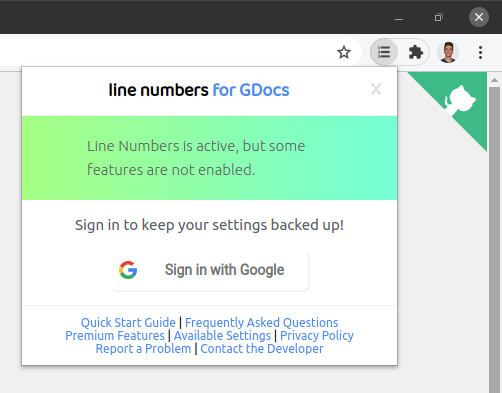 line numbers for GDocs X
Line Numbers is active, but some
features are not enabled.
Sign in to keep your settings backed up!
Sign in with Google
Quick Start Guide | Frequently Asked Questions
Premium Features | Available Settings | Privacy Policy
Report a Problem | Contact the Developer